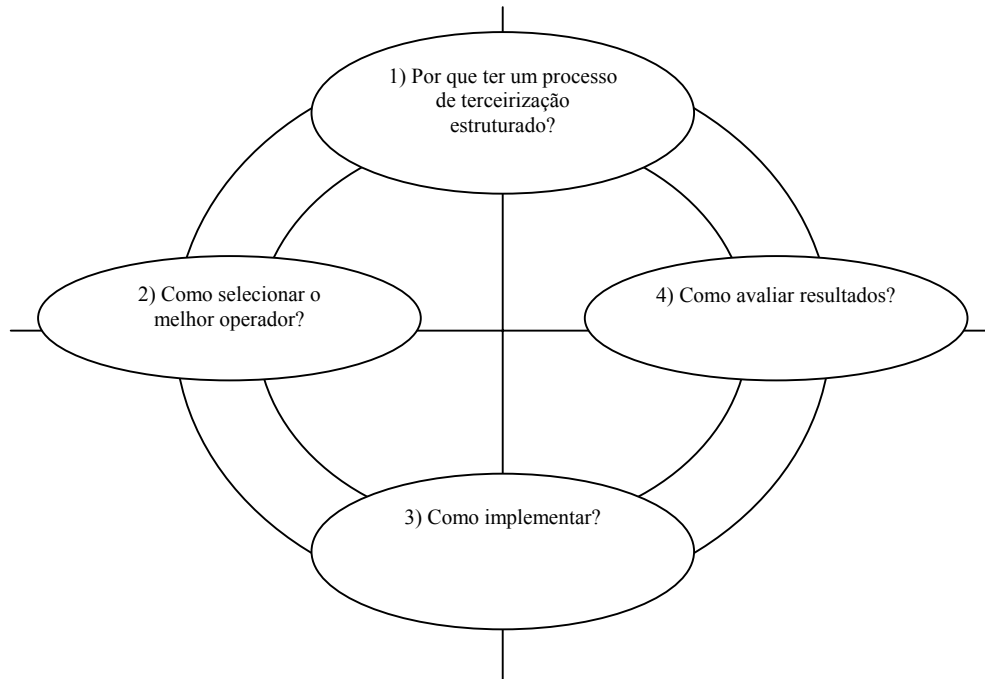 1) Por que ter um processo
de terceirização
estruturado?
2) Como selecionar o
melhor operador?
4) Como avaliar resultados?
3) Como implementar?